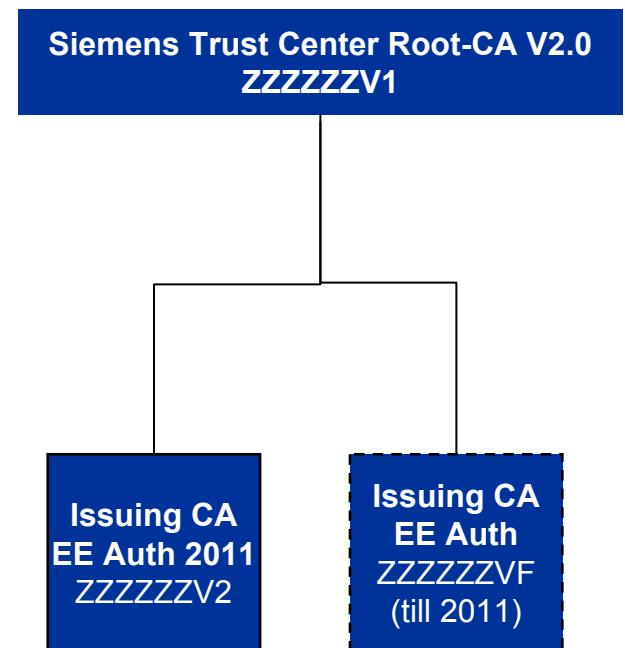 Siemens Trust Center Root-CA V2.0
ZZZZZZV1
Issuing CA
EE Auth 2011
ZZZZZZV2
Issuing CA
EE Auth
ZZZZZZVF
(till 2011)